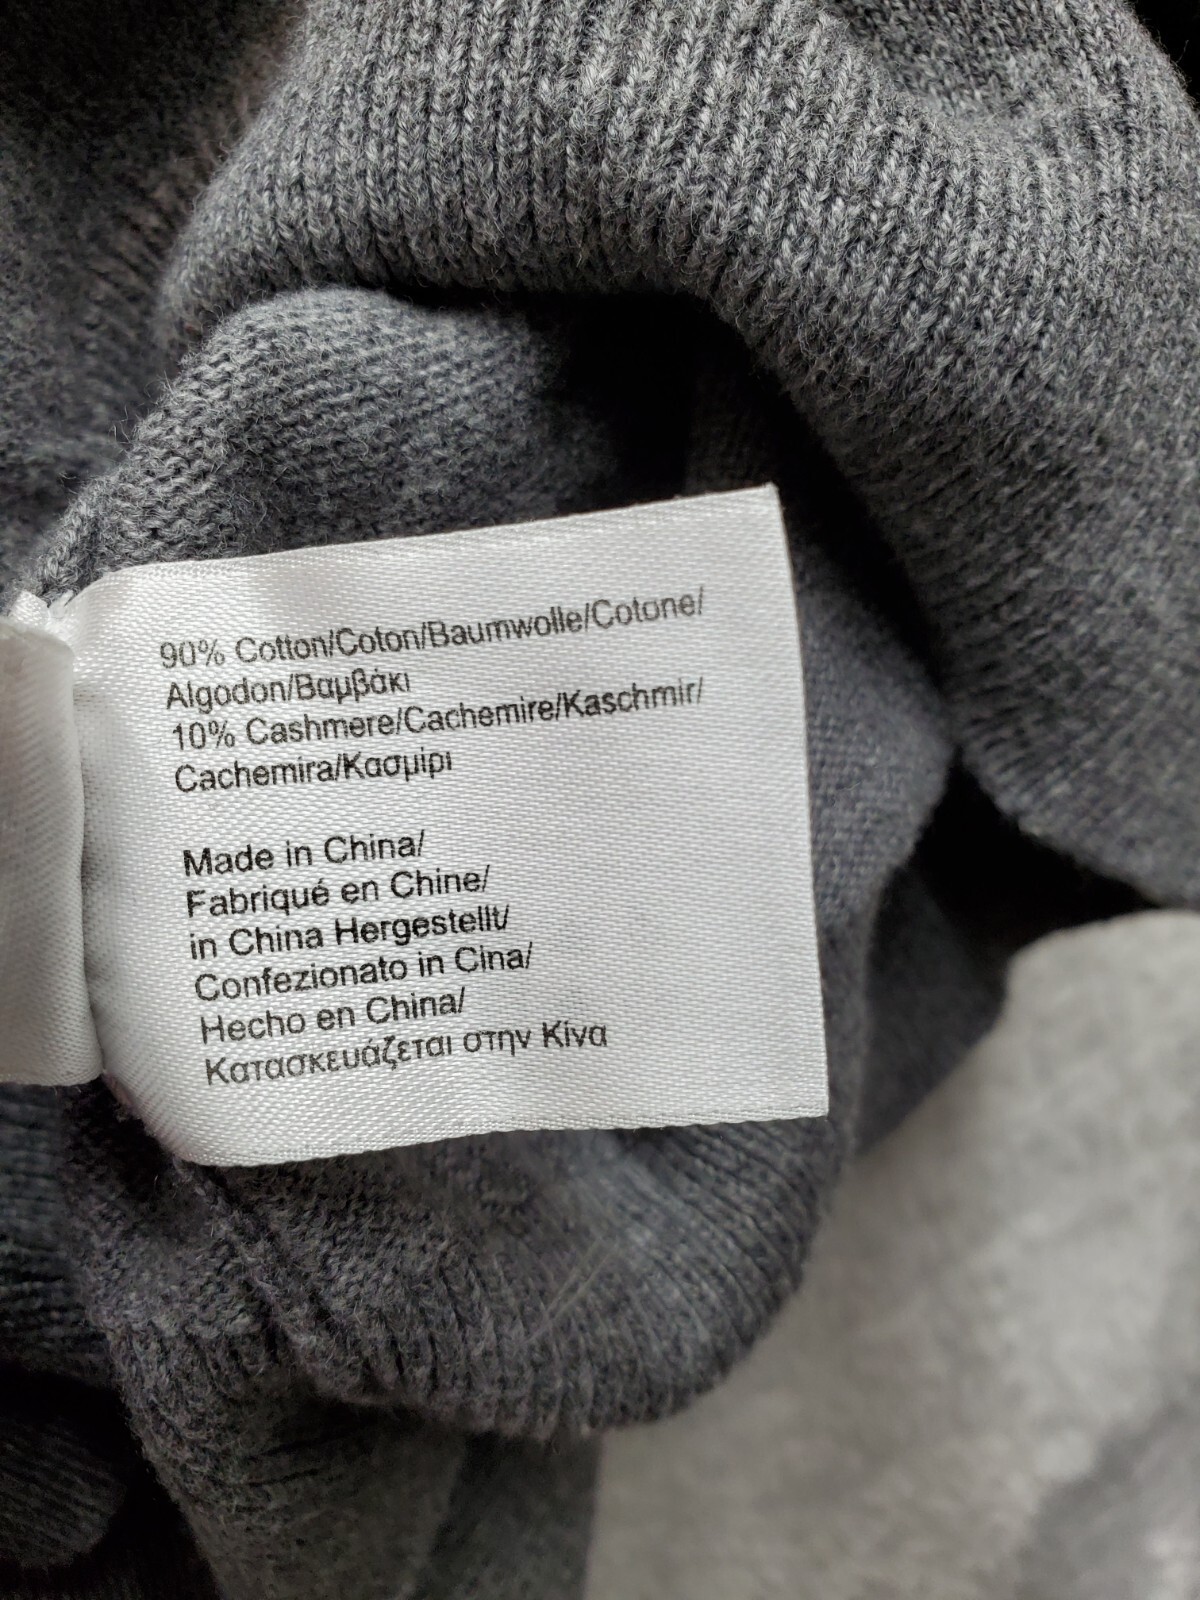 90% Cotton/Coton/Baumwolle/Cotone/
Algodon/Βαμβάκι
10% Cashmere/Cachemire/Kaschmir/
Cachemira/Κασμίρι
Made in China/
Fabriqué en Chine/
in China Hergestellt/
Confezionato in Cina/
Hecho en China/
Κατασκευάζεται στην Κίνα